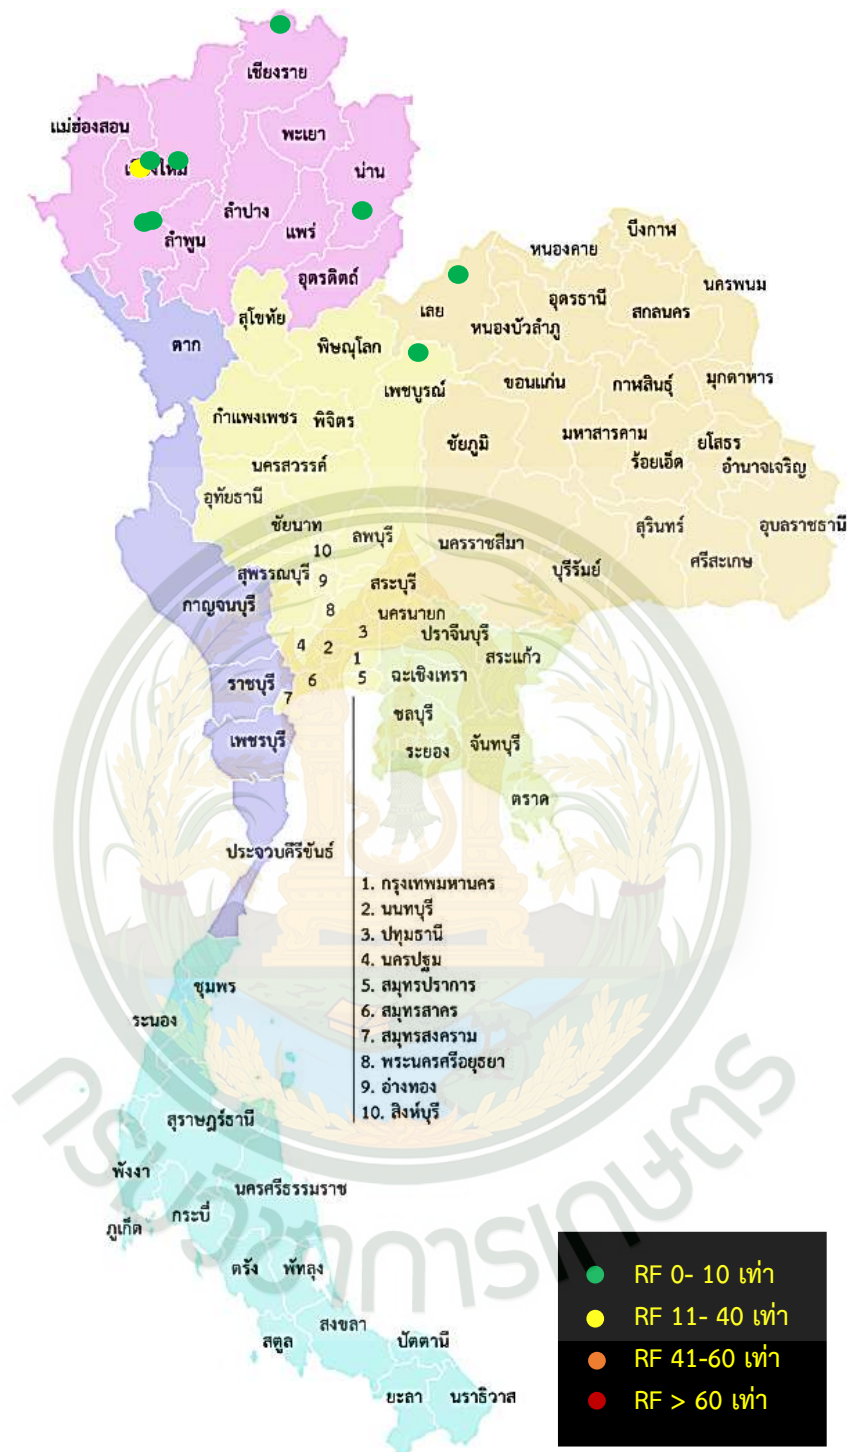 เชียงราย
แม่ฮ่องสอน
พะเยา
เชียงใหม่
น่าน
ลำปาง
แพร่
ลำพูน
อุตรดิตถ์
บึงกาฬ
หนองคาย
นครพนม
เลย
อุดรธานี
สกลนคร
สุโขทัย
หนองบัวลำภู
ตาก
พิษณุโลก
เพชบูรณ์
ขอนแก่น
กาฬสินธุ์
มุกดาหาร
กำแพงเพชร
พิจิตร
ชัยภูมิ
มหาสารคาม
ยโสธร
ร้อยเอ็ด
อำนาจเจริญ
นครสวรรค์
อุทัยธานี
ชัยนาท
ลพบุรี
นครราชสีมา
สุรินทร์
อุบลราชธานี
10
สุพรรณบุรี
9
สระบุรี
บุรีรัมย์
ศรีสะเกษ
กาญจนบุรี
8
นครนายก
3
ปราจีนบุรี
4
2
1
สระแก้ว
ราชบุรี
6
5
ฉะเชิงเทรา
7
ชลบุรี
เพชรบุรี
ระยอง
จันทบุรี
ตราด
ประจวบคีรีขันธ์
1. กรุงเทพมหานคร
2. นนทบุรี
3. ปทุมธานี
4. นครปฐม
5. สมุทรปราการ
6. สมุทรสาคร
7. สมุทรสงคราม
8. พระนครศรีอยุธยา
9. อ่างทอง
10. สิงห์บุรี
ชุมพร
ระนอง
สุราษฎร์ธานี
พังงา
นครศรีธรรมราช
กระบี่
ภูเก็ต
ตรัง
พัทลุง
สงขลา
สตูล
ปัตตานี
ยะลา
นราธิวาส
กรมวิชาการเกษตร
RF 0- 10 เท่า
RF 11- 40 เท่า
RF 41-60 เท่า
RF > 60 เท่า